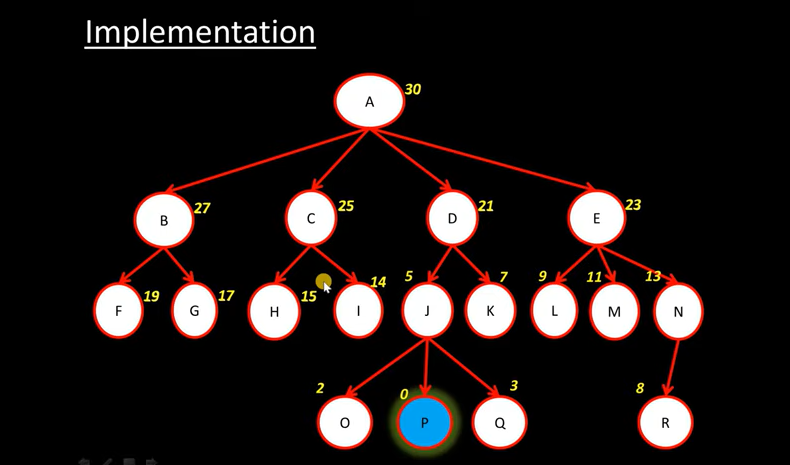 Implementation
A 30
B 27 C 25 D 21 E 23
F 19 G 17 H 15 I 14 J 5 K 7 L 9 M 11 N 13
O 2 P 0 Q 3 R 8